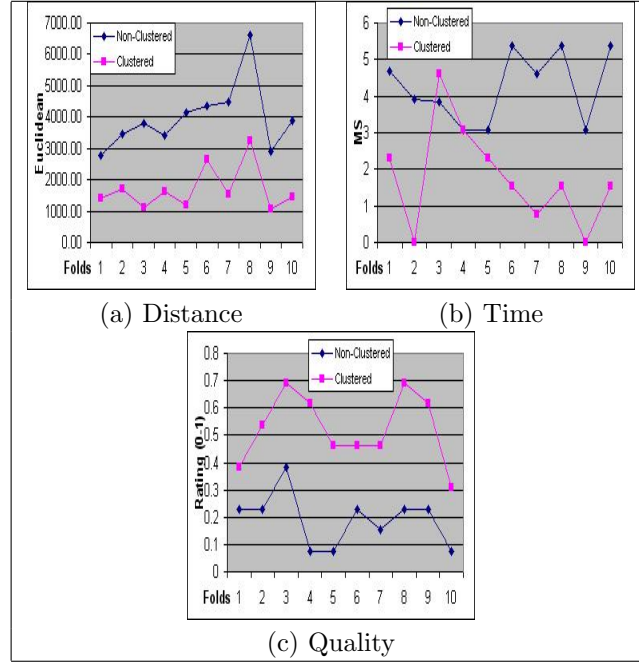 7000.00
6000.00
5000.00
4000.00
3000.00
2000.00
1000.00
0.00
Euclidean
Non-Clustered
Clustered
Folds 1 2 3 4 5 6 7 8 9 10
(a) Distance
6
5
4
3
2
1
0
MS
Non-Clustered
Clustered
Folds 1 2 3 4 5 6 7 8 9 10
(b) Time
0.8
0.7
0.6
0.5
0.4
0.3
0.2
0.1
0
Rating (0-1)
Non-Clustered
Clustered
Folds 1 2 3 4 5 6 7 8 9 10
(c) Quality